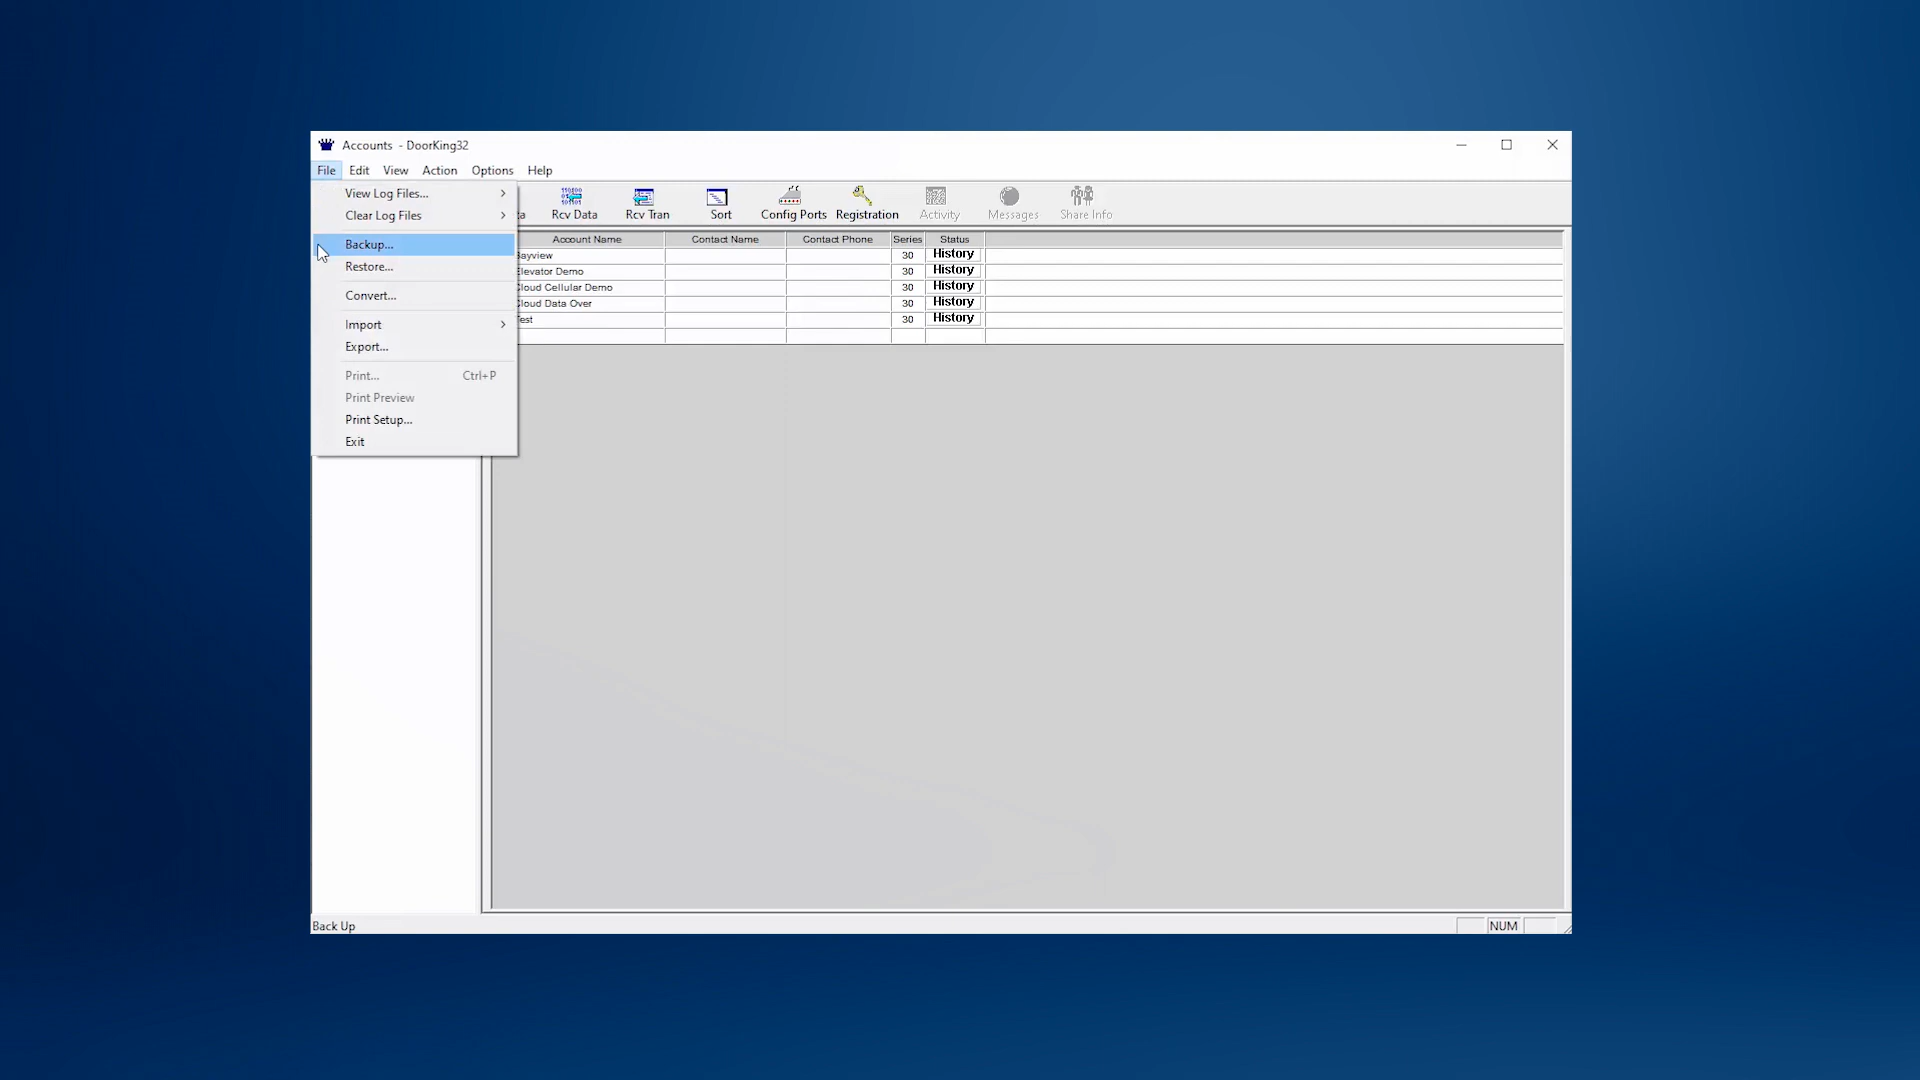 Accounts - DoorKing32
File Edit View Action Options Help
View Log Files...
Clear Log Files
Backup...
Restore...
Convert...
Import
Export...
Print... Ctrl+P
Print Preview
Print Setup...
Exit
Rcv Data Rcv Tran Sort Config Ports Registration Activity Messages Share Info
Account Name Contact Name Contact Phone Series Status
Bayview 30 History
Elevator Demo 30 History
Cloud Cellular Demo 30 History
Cloud Data Over 30 History
Test 30 History
Back Up NUM